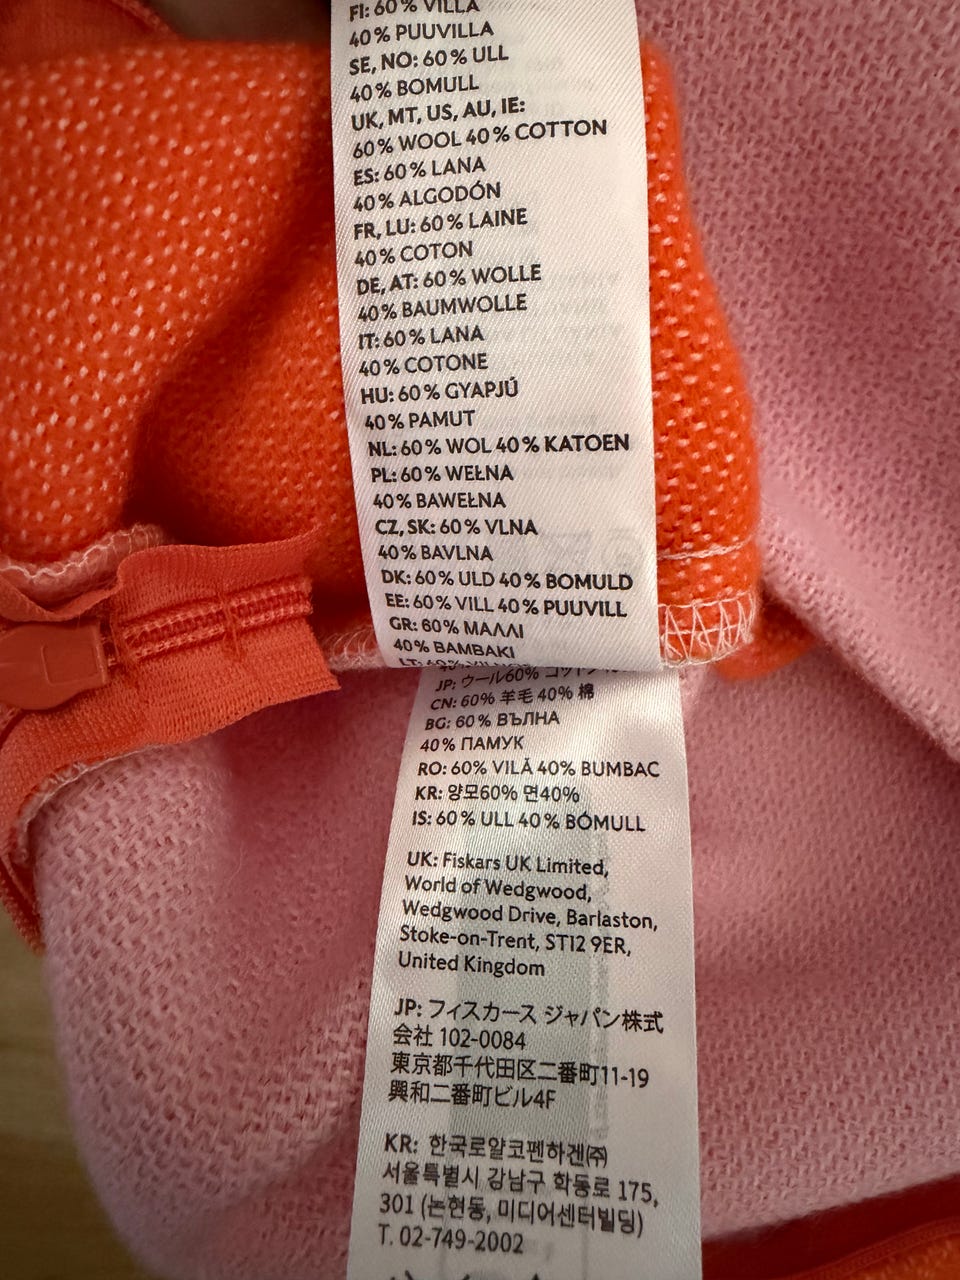 FI: 60% VILLA
40% PUUVILLA
SE, NO: 60% ULL
40% BOMULL
UK, MT, US, AU, IE:
60% WOOL 40% COTTON
ES: 60% LANA
40% ALGODÓN
FR, LU: 60% LAINE
40% COTON
DE, AT: 60% WOLLE
40% BAUMWOLLE
IT: 60% LANA
40% COTONE
HU: 60% GYAPJÚ
40% PAMUT
NL: 60% WOL 40% KATOEN
PL: 60% WEŁNA
40% BAWEŁNA
CZ, SK: 60% VLNA
40% BAVLNA
DK: 60% ULD 40% BOMULD
EE: 60% VILL 40% PUUVILL
GR: 60% ΜΑΛΛΙ
40% ΒΑΜΒΑΚΙ
LT: 60%
JP: ウール60%
CN: 60% 羊毛 40% 棉
BG: 60% ВЪЛНА
40% ПАМУК
RO: 60% VILĂ 40% BUMBAC
KR: 양모60% 면40%
IS: 60% ULL 40% BÓMULL
UK: Fiskars UK Limited,
World of Wedgwood,
Wedgwood Drive, Barlaston,
Stoke-on-Trent, ST12 9ER,
United Kingdom
JP: フィスカース ジャパン株式
会社 102-0084
東京都千代田区二番町11-19
興和二番町ビル4F
KR: 한국로얄코펜하겐㈜
서울특별시 강남구 학동로 175,
301 (논현동, 미디어센터빌딩)
T. 02-749-2002